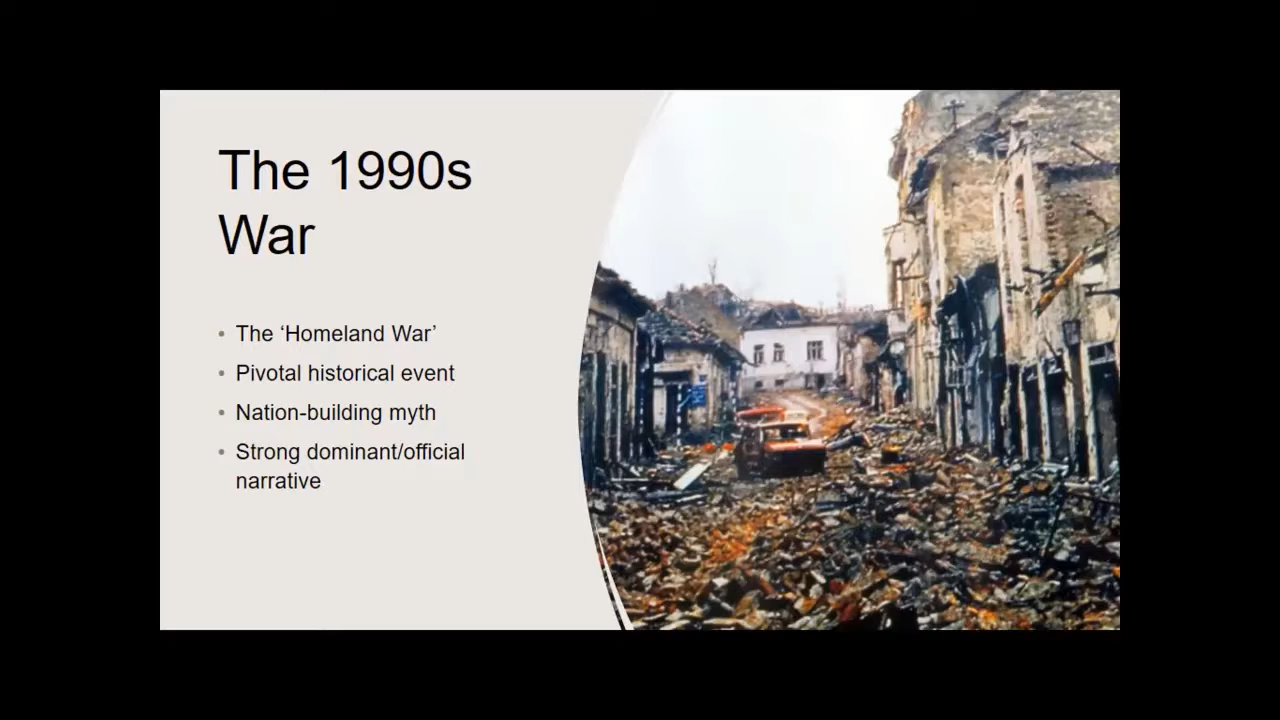 The 1990s
War
• The ‘Homeland War’
• Pivotal historical event
• Nation-building myth
• Strong dominant/official
narrative